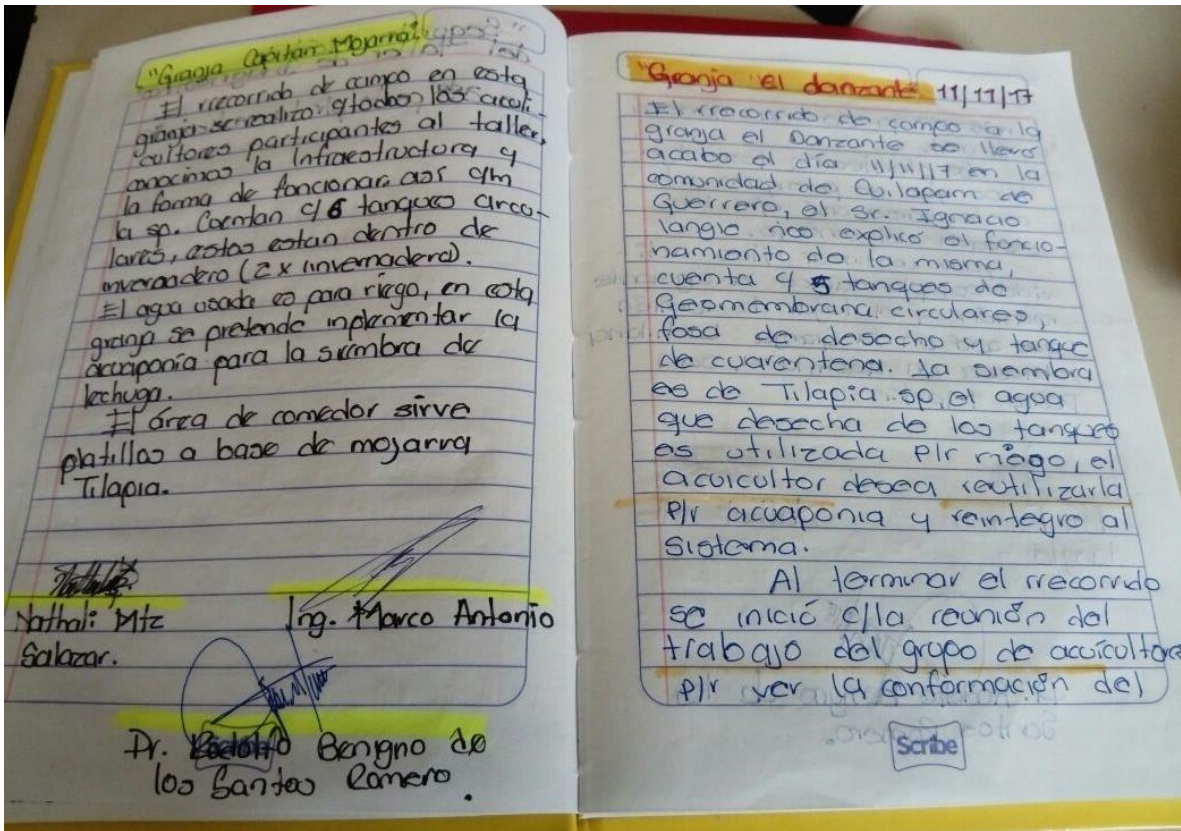 "Granja Capitán Mojarra"
El rrecorrido de campo en esta
granja se realizo y todos los acui-
cultores participantes al taller,
conocimos la Infraestructura y
la forma de funcionar, así qm
la sp. Cuentan c/ 6 tanques circu-
lares, estos estan dentro de
invernadero (2 x invernadero).
El agua usada es para riego, en esta
granja se pretende inplementar la
acuaponía para la siembra de
lechuga.
El área de comedor sirve
platillos a base de mojarra
Tilapia.
Nathali Mtz
Salazar.
Ing. Marco Antonio
Dr. Rodolfo Benigno de
los Santos Romero.
"Granja el danzante" 11/11/17
El rrecorrido de campo a la
granja el Danzante se llevó
acabo el día 11/11/17 en la
comunidad de, Cuilapam de
Guerrero, el Sr. Ignacio
Langle nos explicó el funcio-
namiento de la misma,
cuenta c/ 5 tanques de
Geomembrana circulares,
fosa de desecho y tanque
de cuarentena. La siembra
es de Tilapia sp, el agua
que desecha de los tanques
es utilizada p/r riego, el
acuicultor desea reutilizarla
p/r acuaponia y reintegro al
sistema.
Al terminar el recorrido
se inició c/la reunión del
trabajo del grupo de acuicultores
p/r ver la conformación del
Scribe